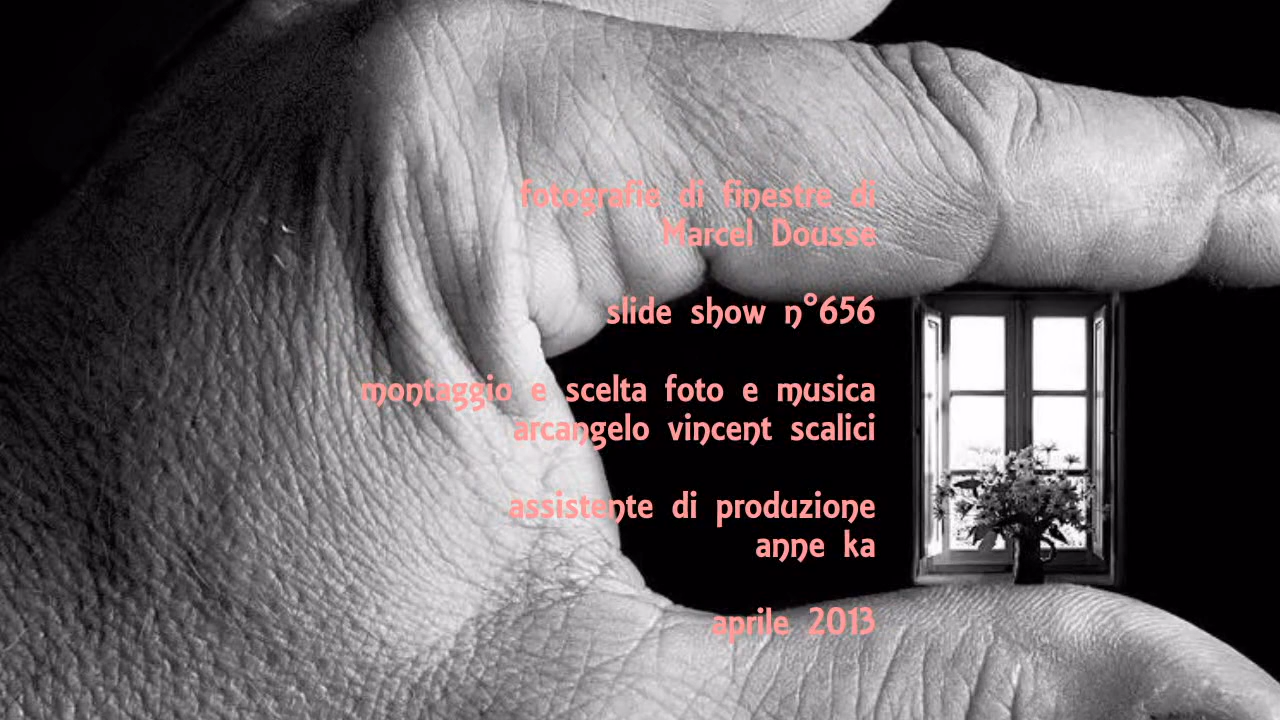 fotografie di finestre di
Marcel Dousse
slide show n°656
montaggio e scelta foto e musica
arcangelo vincent scalici
assistente di produzione
anne ka
aprile 2013